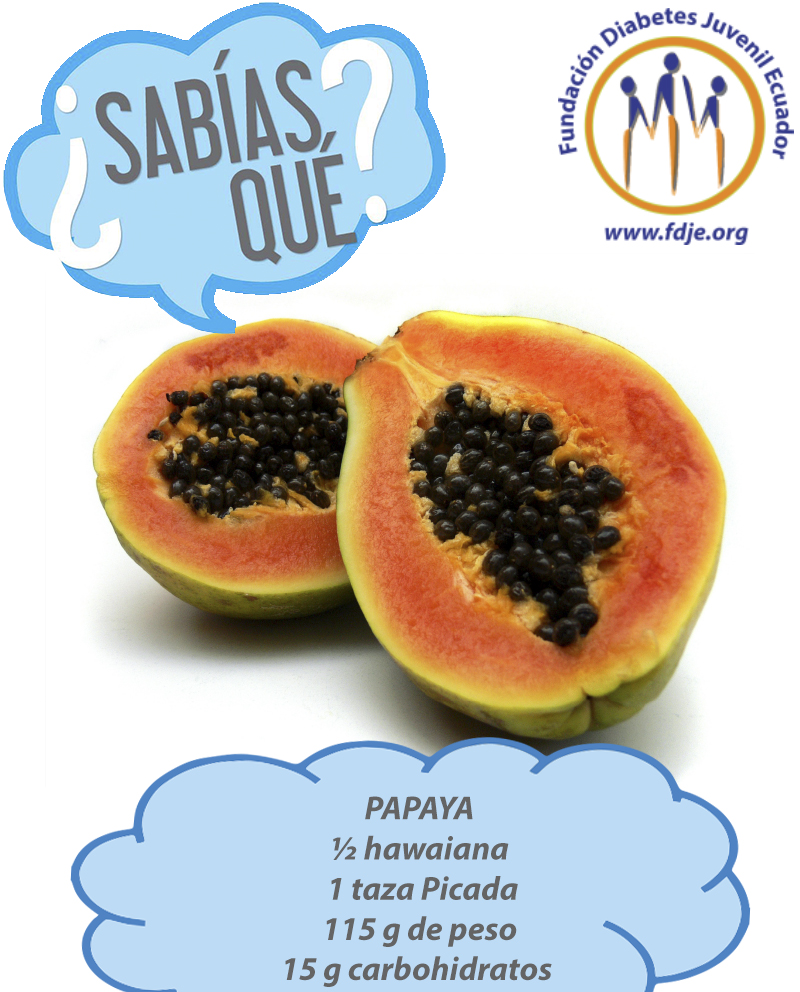 ¿SABÍAS
QUÉ?
Fundación Diabetes Juvenil Ecuador
www.fdje.org
PAPAYA
½ hawaiana
1 taza Picada
115 g de peso
15 g carbohidratos